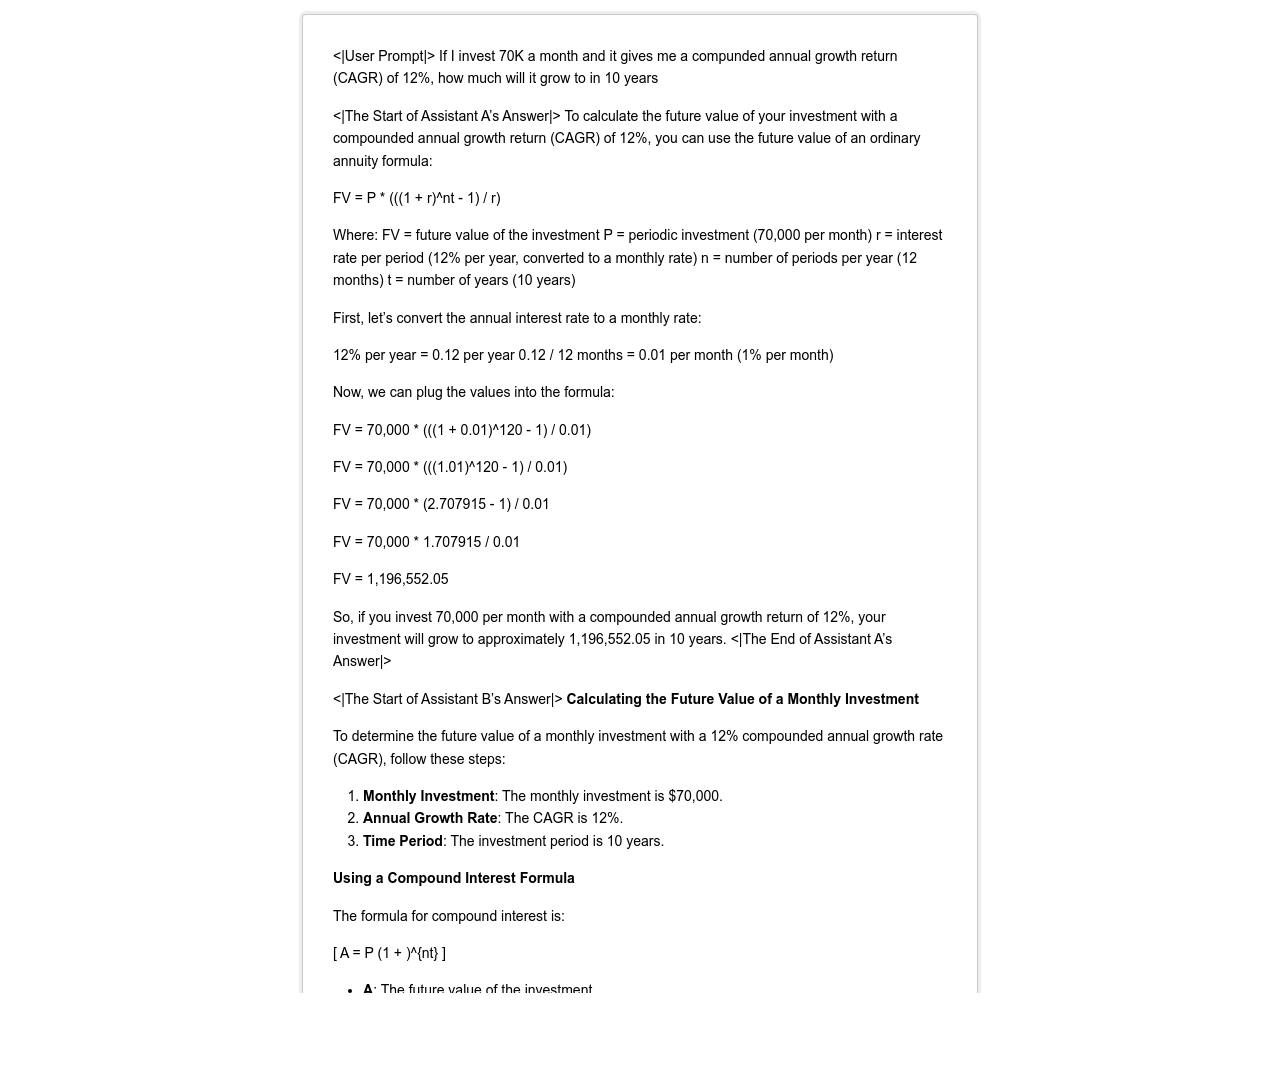 <|User Prompt|> If I invest 70K a month and it gives me a compunded annual growth return
(CAGR) of 12%, how much will it grow to in 10 years
<|The Start of Assistant A’s Answer|> To calculate the future value of your investment with a
compounded annual growth return (CAGR) of 12%, you can use the future value of an ordinary
annuity formula:
FV = P * (((1 + r)^nt - 1) / r)
Where: FV = future value of the investment P = periodic investment (70,000 per month) r = interest
rate per period (12% per year, converted to a monthly rate) n = number of periods per year (12
months) t = number of years (10 years)
First, let’s convert the annual interest rate to a monthly rate:
12% per year = 0.12 per year 0.12 / 12 months = 0.01 per month (1% per month)
Now, we can plug the values into the formula:
FV = 70,000 * (((1 + 0.01)^120 - 1) / 0.01)
FV = 70,000 * (((1.01)^120 - 1) / 0.01)
FV = 70,000 * (2.707915 - 1) / 0.01
FV = 70,000 * 1.707915 / 0.01
FV = 1,196,552.05
So, if you invest 70,000 per month with a compounded annual growth return of 12%, your
investment will grow to approximately 1,196,552.05 in 10 years. <|The End of Assistant A’s
Answer|>
<|The Start of Assistant B’s Answer|> Calculating the Future Value of a Monthly Investment
To determine the future value of a monthly investment with a 12% compounded annual growth rate
(CAGR), follow these steps:
1. Monthly Investment: The monthly investment is $70,000.
2. Annual Growth Rate: The CAGR is 12%.
3. Time Period: The investment period is 10 years.
Using a Compound Interest Formula
The formula for compound interest is:
[ A = P (1 + )^{nt} ]
• A: The future value of the investment